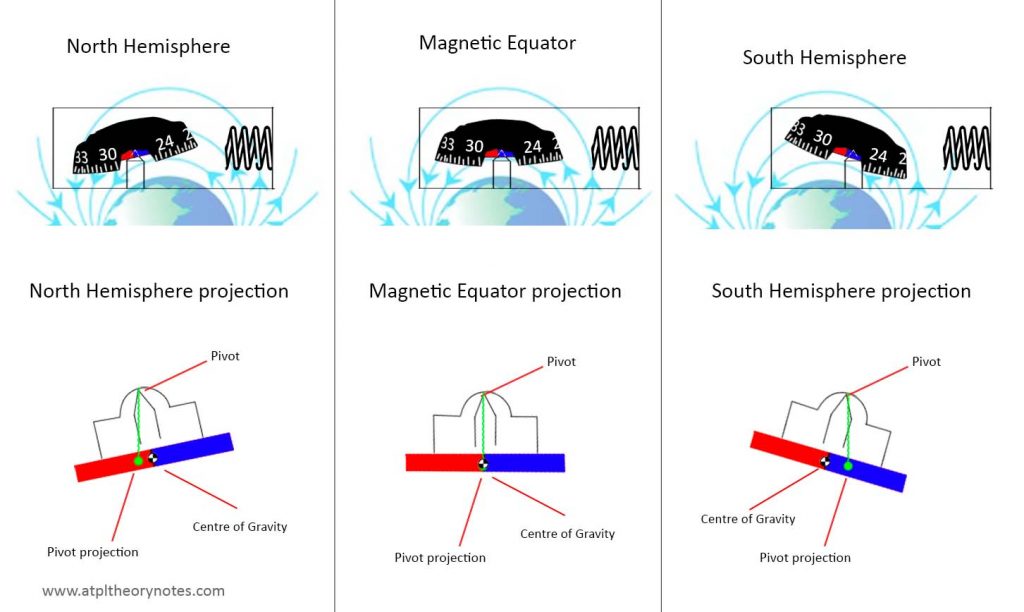 North Hemisphere
33 30 24 2
North Hemisphere projection
Pivot
Centre of Gravity
Pivot projection
www.atpltheorynotes.com
Magnetic Equator
33 30 24 2
Magnetic Equator projection
Pivot
Centre of Gravity
Pivot projection
South Hemisphere
33 30 24 2
South Hemisphere projection
Pivot
Centre of Gravity
Pivot projection